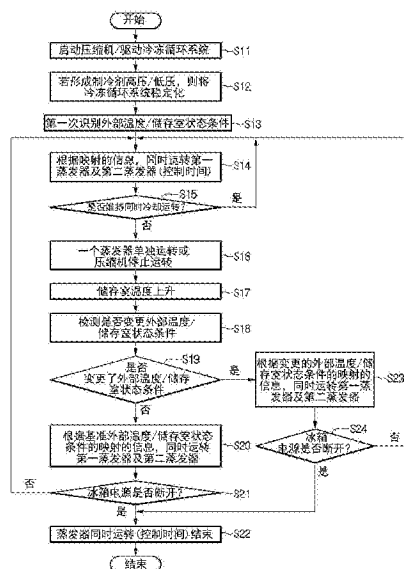 开始
启动压缩机/驱动冷冻循环系统
S11
若形成制冷剂高压/低压，则将
冷冻循环系统稳定化
S12
第一次识别外部温度/储存室状态条件
S13
根据映射的信息，同时运转第一
蒸发器及第二蒸发器(控制时间)
S14
S15
是否维持同时冷却运转?
是
否
一个蒸发器单独运转或
压缩机停止运转
S16
储存室温度上升
S17
检测是否变更外部温度/
储存室状态条件
S18
是否
变更了外部温度/储存
室状态条件
S19
是
否
根据变更的外部温度/储
存室状态条件的映射的
信息，同时运转第一蒸
发器及第二蒸发器
S23
根据基准外部温度/储存室状态
条件的映射的信息，同时运转
第一蒸发器及第二蒸发器
S20
冰箱
电源是否断开?
S24
否
是
冰箱电源是否断开?
S21
否
是
蒸发器同时运转(控制时间)结束
S22
结束